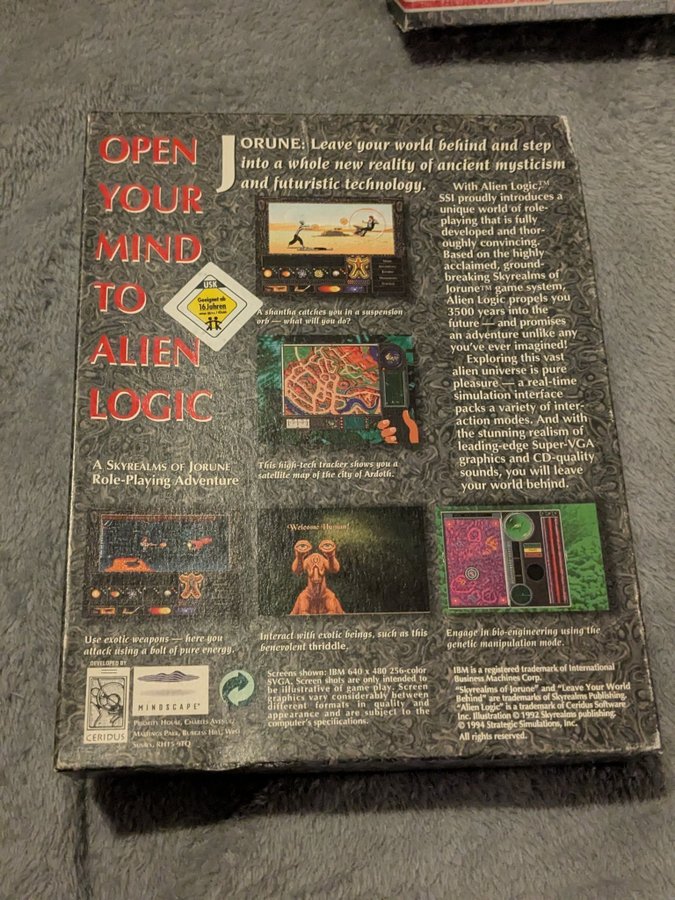 OPEN
YOUR
MIND
TO
ALIEN
LOGIC
A SKYREALMS OF JORUNE
Role-Playing Adventure
JORUNE: Leave your world behind and step
into a whole new reality of ancient mysticism
and futuristic technology.
USK
Geeignet ab
16 Jahren
A shantha catches you in a suspension
orb — what will you do?
This high-tech tracker shows you a
satellite map of the city of Ardoth.
With Alien Logic,™
SSI proudly introduces a
unique world of role-
playing that is fully
developed and thor-
oughly convincing.
Based on the highly
acclaimed, ground-
breaking Skyrealms of
Jorune™ game system,
Alien Logic propels you
3500 years into the
future — and promises
an adventure unlike any
you've ever imagined!
Exploring this vast
alien universe is pure
pleasure — a real-time
simulation interface
packs a variety of inter-
action modes. And with
the stunning realism of
leading-edge Super-VGA
graphics and CD-quality
sounds, you will leave
your world behind.
Use exotic weapons — here you
attack using a bolt of pure energy.
Welcome Human!
Interact with exotic beings, such as this
benevolent thriddle.
Engage in bio-engineering using the
genetic manipulation mode.
DEVELOPED BY
CERIDUS
MINDSCAPE®
PRIORITY HOUSE, CHARLES AVENUE,
MALTINGS PARK, BURGESS HILL, WEST
SUSSEX, RH15 9TQ
Screens shown: IBM 640 x 480 256-color
SVGA. Screen shots are only intended to
be illustrative of game play. Screen
graphics vary considerably between
different formats in quality and
appearance and are subject to the
computer's specifications.
IBM is a registered trademark of International
Business Machines Corp.
"Skyrealms of Jorune" and "Leave Your World
Behind" are trademarks of Skyrealms Publishing.
"Alien Logic" is a trademark of Ceridus Software
Inc. Illustration © 1992 Skyrealms publishing.
© 1994 Strategic Simulations, Inc.
All rights reserved.